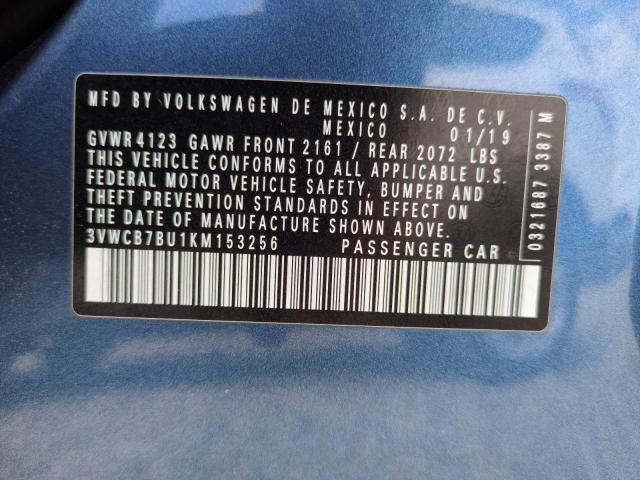 MFD BY VOLKSWAGEN DE MEXICO S.A. DE C.V.
MEXICO 01/19
GVWR 4123 GAWR FRONT 2161 / REAR 2072 LBS
THIS VEHICLE CONFORMS TO ALL APPLICABLE U.S.
FEDERAL MOTOR VEHICLE SAFETY, BUMPER AND
THEFT PREVENTION STANDARDS IN EFFECT ON
THE DATE OF MANUFACTURE SHOWN ABOVE.
3VWCB7BU1KM153256 PASSENGER CAR
0321687 3387 M